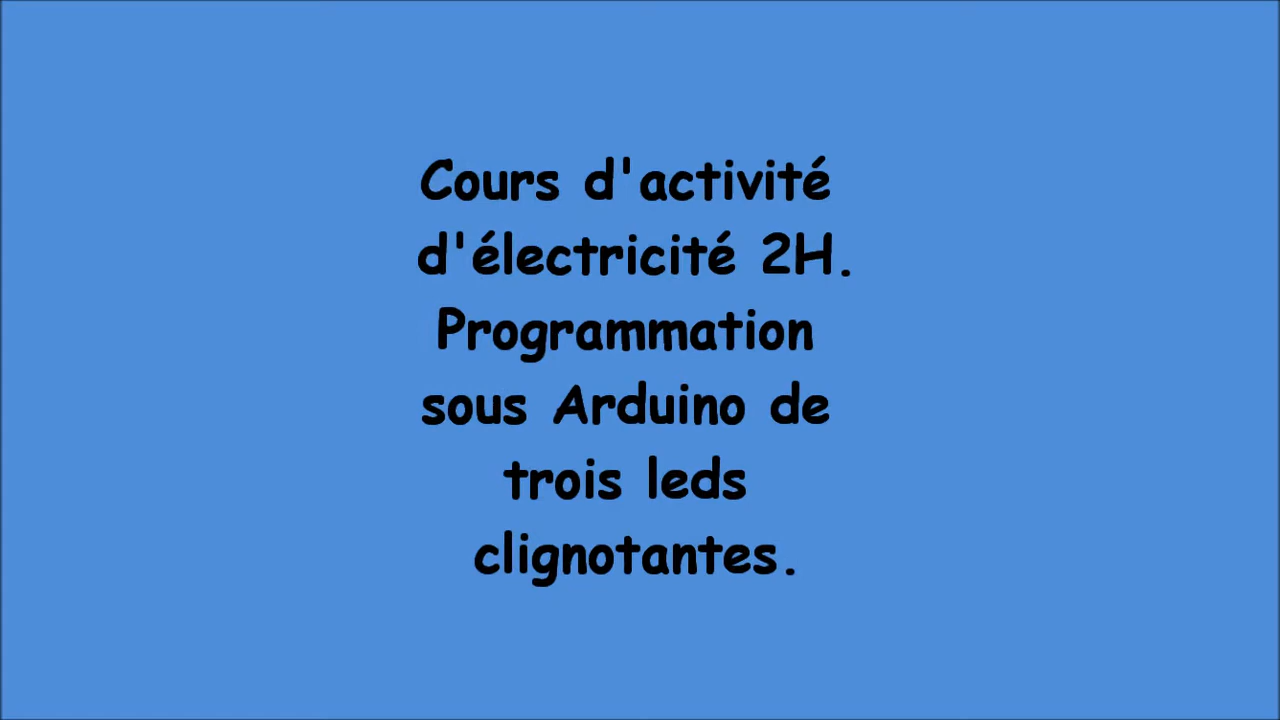 Cours d'activité
d'électricité 2H.
Programmation
sous Arduino de
trois leds
clignotantes.